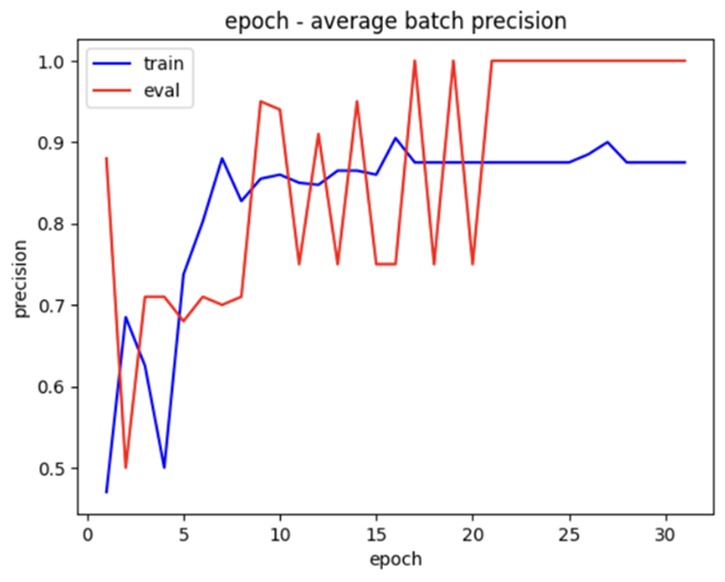 epoch - average batch precision
train
eval
1.0
0.9
0.8
0.7
0.6
0.5
precision
0 5 10 15 20 25 30
epoch